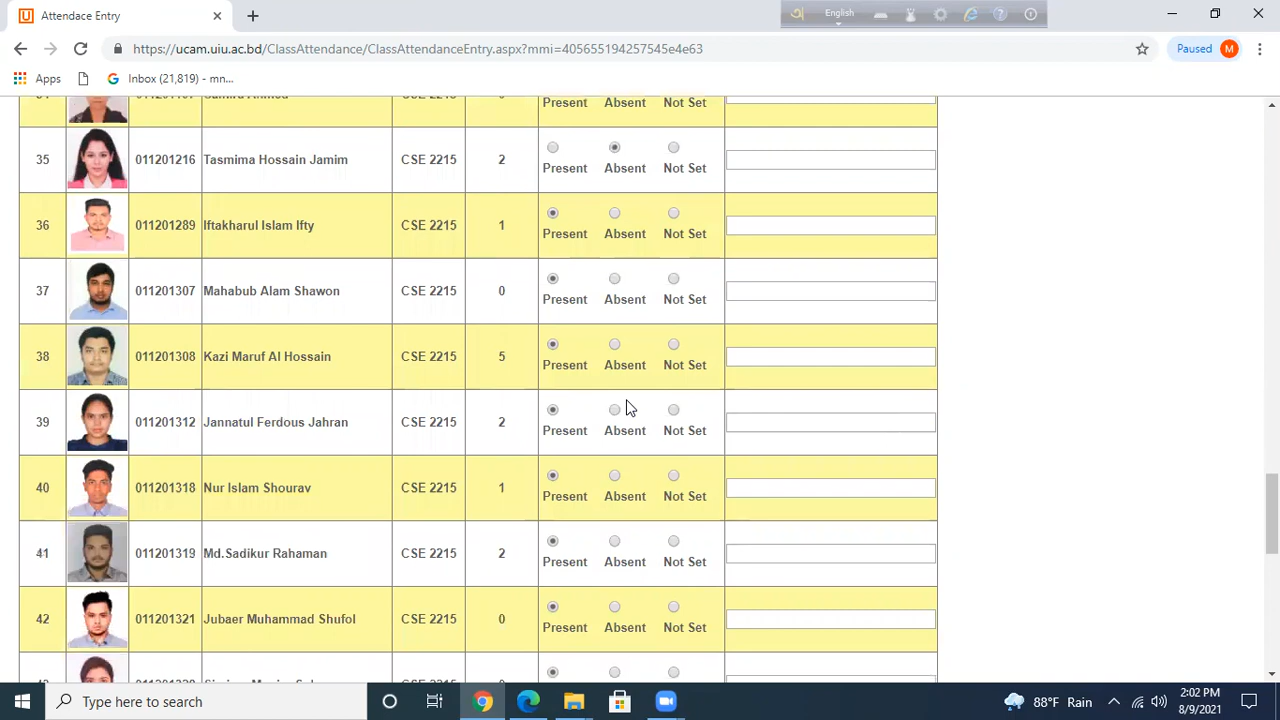 Attendace Entry
English
https://ucam.uiu.ac.bd/ClassAttendance/ClassAttendanceEntry.aspx?mmi=405655194257545e4e63
Paused M
Apps Inbox (21,819) - mn...
Present Absent Not Set
35 011201216 Tasmima Hossain Jamim CSE 2215 2 Present Absent Not Set
36 011201289 Iftakharul Islam Ifty CSE 2215 1 Present Absent Not Set
37 011201307 Mahabub Alam Shawon CSE 2215 0 Present Absent Not Set
38 011201308 Kazi Maruf Al Hossain CSE 2215 5 Present Absent Not Set
39 011201312 Jannatul Ferdous Jahran CSE 2215 2 Present Absent Not Set
40 011201318 Nur Islam Shourav CSE 2215 1 Present Absent Not Set
41 011201319 Md.Sadikur Rahaman CSE 2215 2 Present Absent Not Set
42 011201321 Jubaer Muhammad Shufol CSE 2215 0 Present Absent Not Set
Type here to search
88°F Rain
2:02 PM
8/9/2021